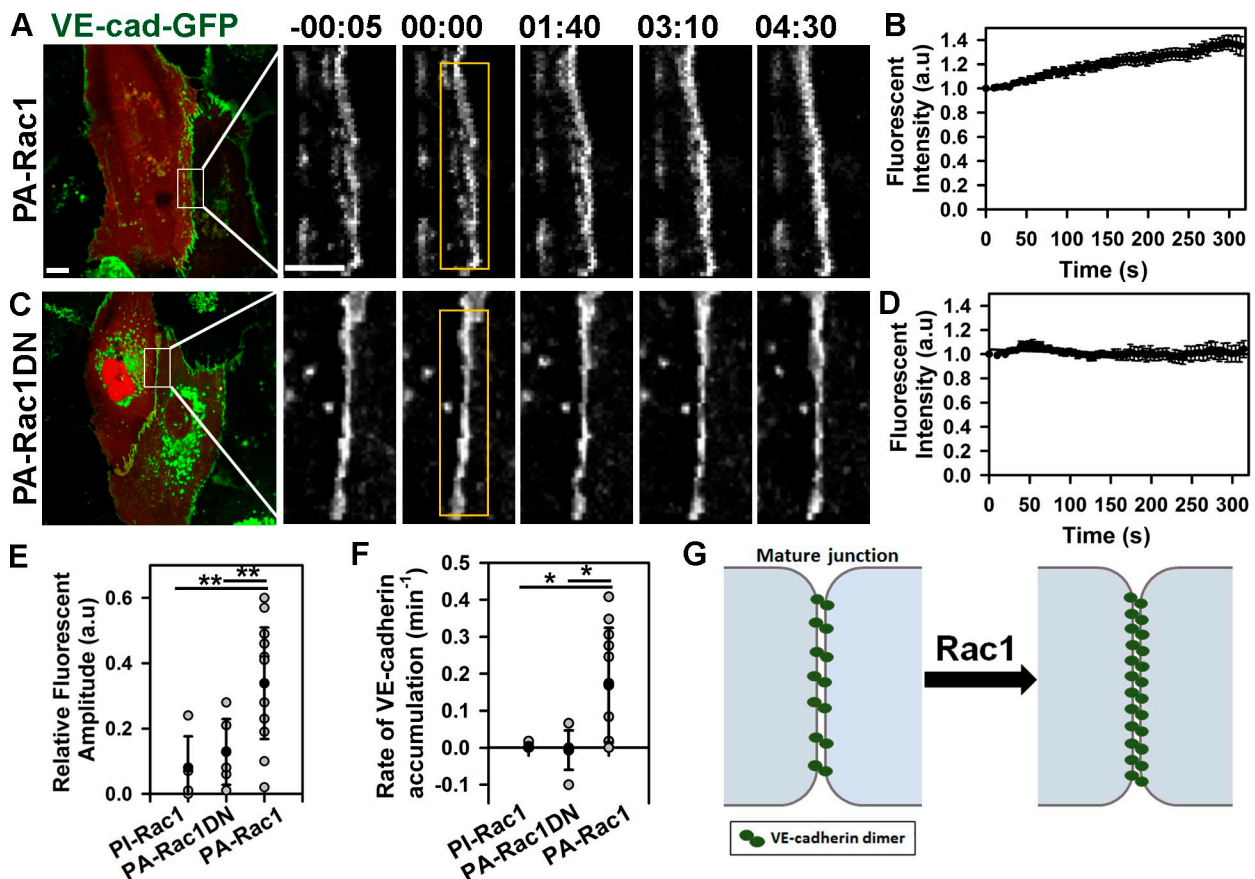 A VE-cad-GFP -00:05 00:00 01:40 03:10 04:30
PA-Rac1
B
Fluorescent
Intensity (a.u)
1.4
1.2
1.0
0.8
0.6
0.4
0.2
0.0
0 50 100 150 200 250 300
Time (s)
C
PA-Rac1DN
D
Fluorescent
Intensity (a.u)
1.4
1.2
1.0
0.8
0.6
0.4
0.2
0.0
0 50 100 150 200 250 300
Time (s)
E
Relative Fluorescent
Amplitude (a.u)
0.6
0.4
0.2
0.0
** **
PI-Rac1
PA-Rac1DN
PA-Rac1
F
Rate of VE-cadherin
accumulation (min-1)
0.5
0.4
0.3
0.2
0.1
0.0
-0.1
* *
PI-Rac1
PA-Rac1DN
PA-Rac1
G
Mature junction
Rac1
VE-cadherin dimer